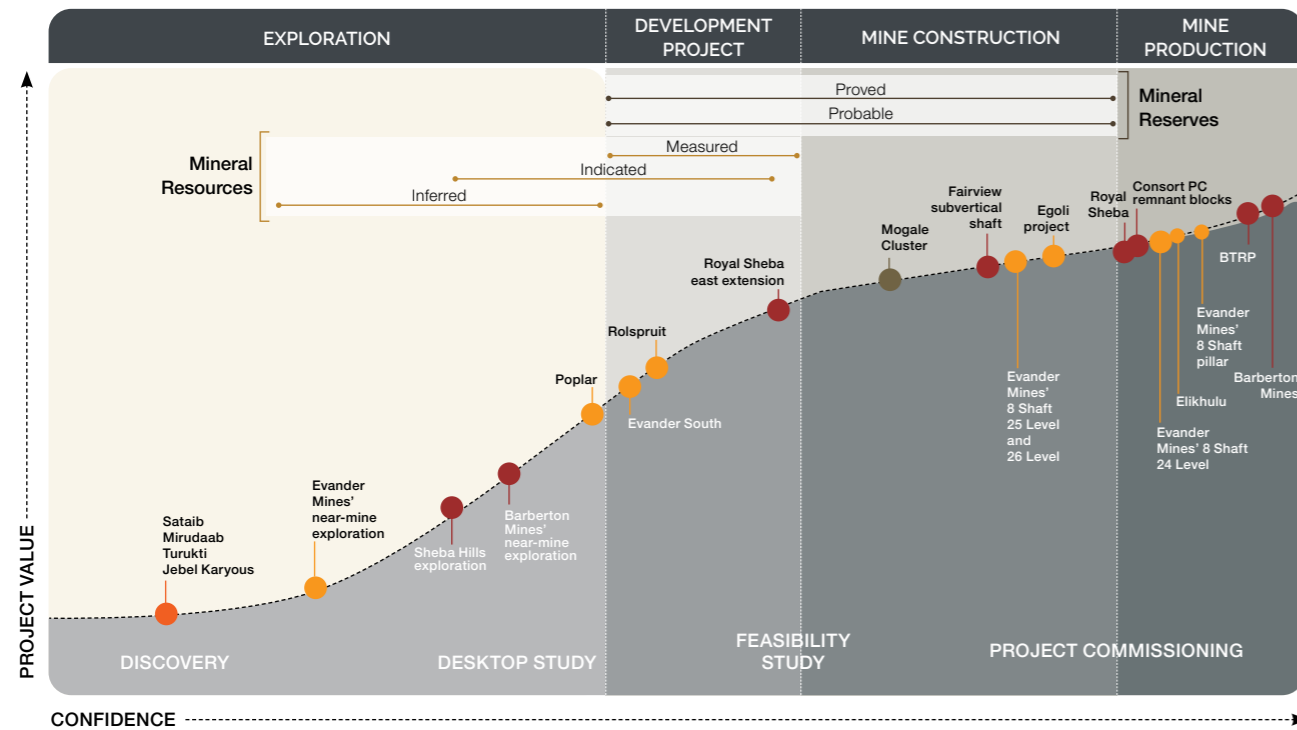 EXPLORATION
DEVELOPMENT
PROJECT
MINE CONSTRUCTION
MINE
PRODUCTION
Proved
Probable
Mineral
Reserves
Measured
Indicated
Inferred
Mineral
Resources
Sataib
Mirudaab
Turukti
Jebel Karyous
Evander
Mines'
near-mine
exploration
Sheba Hills
exploration
Barberton
Mines'
near-mine
exploration
Poplar
Evander South
Rolspruit
Royal Sheba
east extension
Mogale
Cluster
Fairview
subvertical
shaft
Evander
Mines'
8 Shaft
25 Level
and
26 Level
Egoli
project
Royal
Sheba
Consort PC
remnant blocks
Evander
Mines' 8 Shaft
24 Level
Elikhulu
Evander
Mines'
8 Shaft
pillar
BTRP
Barberton
Mines
DISCOVERY
DESKTOP STUDY
FEASIBILITY
STUDY
PROJECT COMMISSIONING
PROJECT VALUE
CONFIDENCE